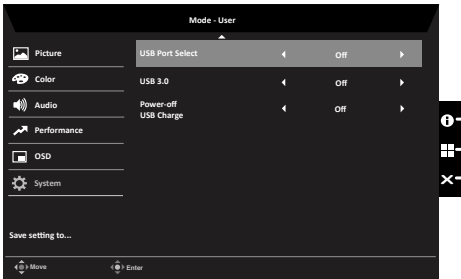 Mode - User
Picture
Color
Audio
Performance
OSD
System
USB Port Select Off
USB 3.0 Off
Power-off
USB Charge Off
Save setting to...
Move Enter